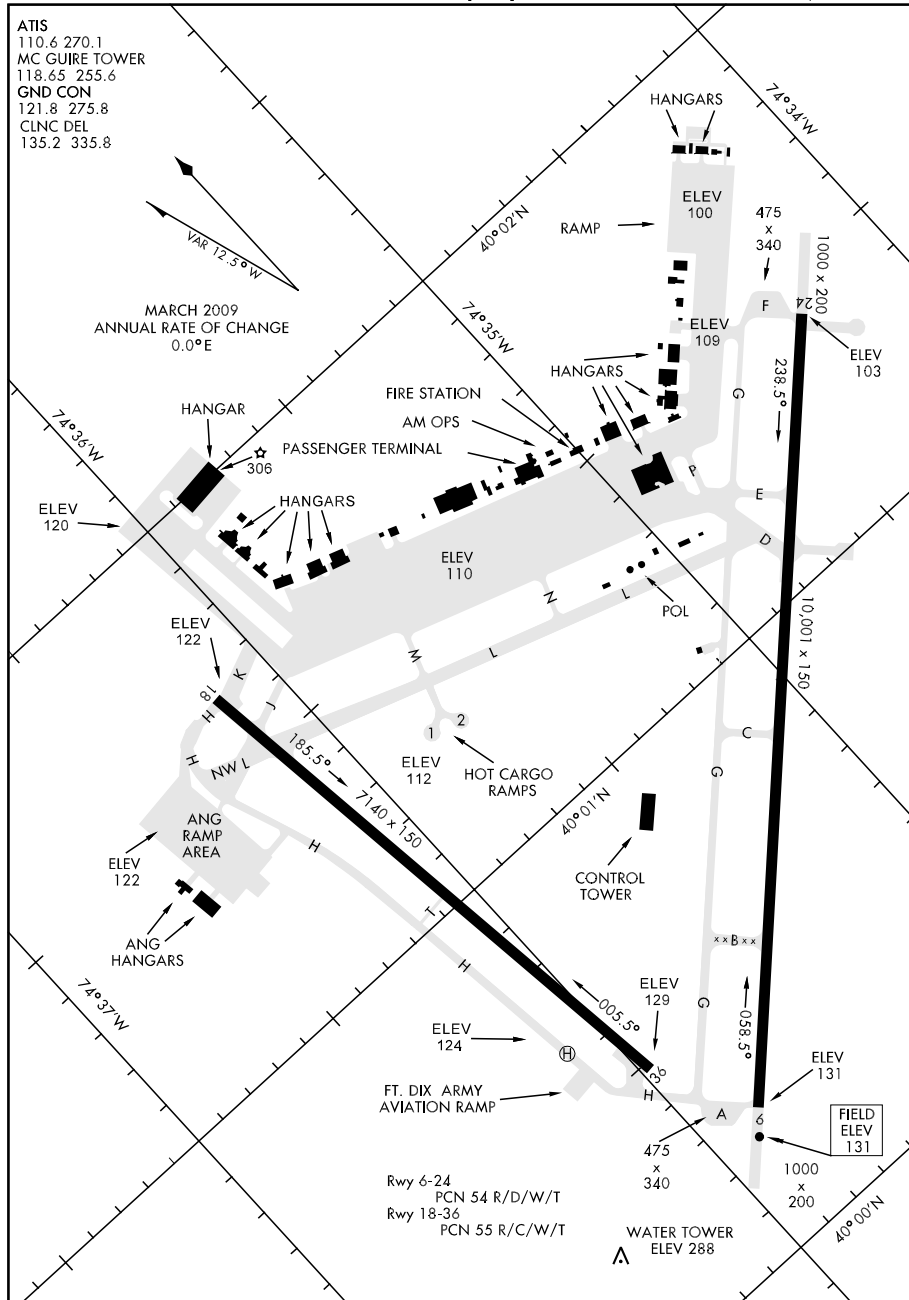 ATIS
110.6 270.1
MC GUIRE TOWER
118.65 255.6
GND CON
121.8 275.8
CLNC DEL
135.2 335.8
VAR 12.5° W
MARCH 2009
ANNUAL RATE OF CHANGE
0.0° E
74° 34'W
HANGARS
ELEV
100
475
x
340
1000 x 200
RAMP
40° 02'N
74° 35'W
F
24
ELEV
109
ELEV
103
238.5°
G
HANGARS
FIRE STATION
AM OPS
PASSENGER TERMINAL
HANGAR
306
74° 36'W
HANGARS
ELEV
120
P
E
D
ELEV
110
POL
L
N
10,001 x 150
M
L
ELEV
122
K
J
18
H
H
NW L
185.5°
7140 x 150
1
2
ELEV
112
HOT CARGO
RAMPS
C
G
40° 01'N
ANG
RAMP
AREA
ELEV
122
H
CONTROL
TOWER
ANG
HANGARS
T
H
x x B x x
74° 37'W
005.5°
ELEV
129
G
058.5°
ELEV
124
H
36
ELEV
131
FT. DIX ARMY
AVIATION RAMP
H
A
6
FIELD
ELEV
131
475
x
340
1000
x
200
Rwy 6-24
PCN 54 R/D/W/T
Rwy 18-36
PCN 55 R/C/W/T
40° 00'N
WATER TOWER
ELEV 288